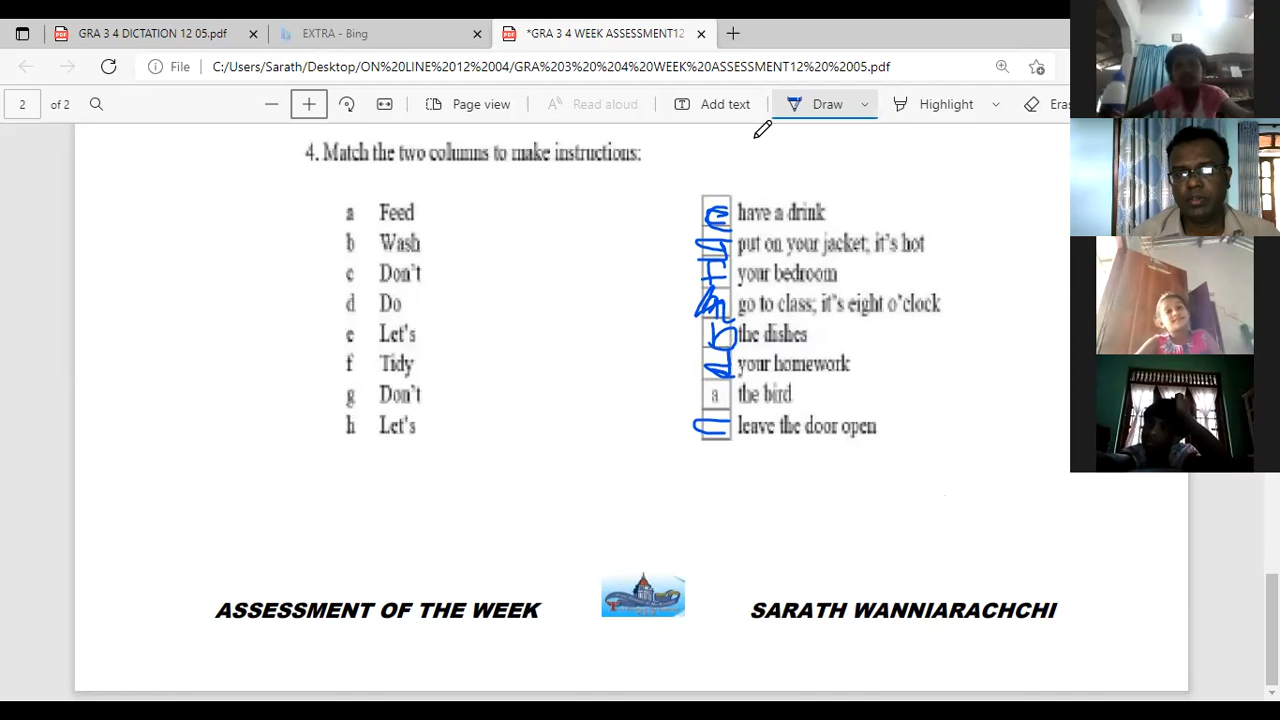 GRA 3 4 DICTATION 12 05.pdf
EXTRA - Bing
*GRA 3 4 WEEK ASSESSMENT12
File
C:/Users/Sarath/Desktop/ON%20LINE%2012%2004/GRA%203%20%204%20WEEK%20ASSESSMENT12%20%2005.pdf
2 of 2
Page view
Read aloud
Add text
Draw
Highlight
Eras
4. Match the two columns to make instructions:
a Feed
b Wash
c Don't
d Do
e Let's
f Tidy
g Don't
h Let's
e have a drink
put on your jacket; it's hot
f your bedroom
h go to class; it's eight o'clock
b the dishes
d your homework
a the bird
c leave the door open
ASSESSMENT OF THE WEEK
SARATH WANNIARACHCHI